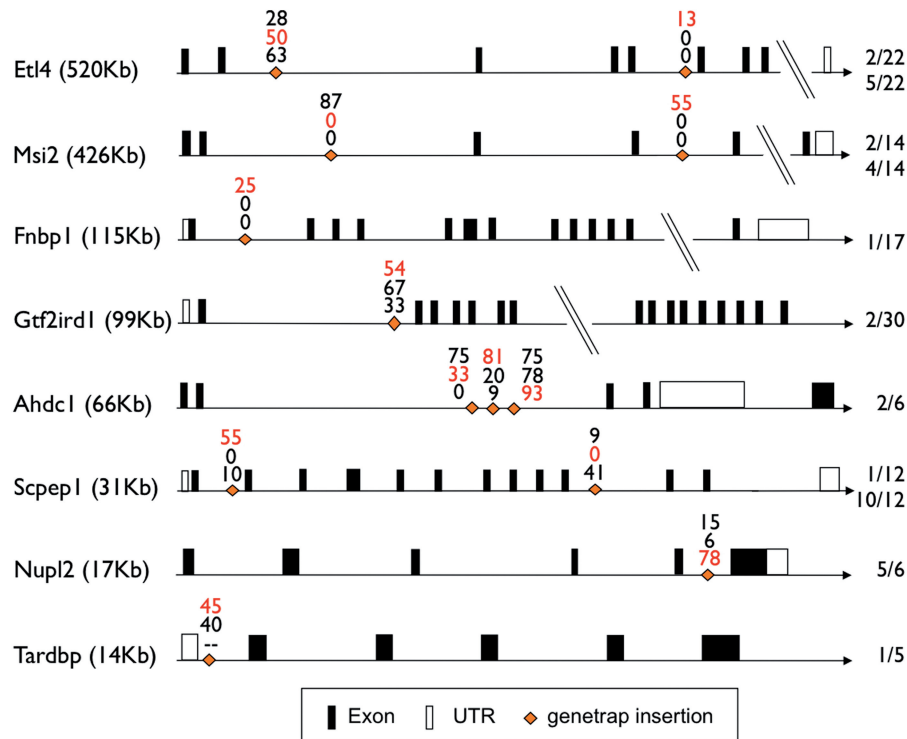 28 13
50 0
63 0
Etl4 (520Kb) 2/22
5/22
87 55
0 0
0 0
Msi2 (426Kb) 2/14
4/14
25
0
0
Fnbp1 (115Kb) 1/17
54
67
33
Gtf2ird1 (99Kb) 2/30
75 81 75
33 20 78
0 9 93
Ahdc1 (66Kb) 2/6
55 9
0 0
10 41
Scpep1 (31Kb) 1/12
10/12
15
6
78
Nupl2 (17Kb) 5/6
45
40
--
Tardbp (14Kb) 1/5
Exon UTR genetrap insertion